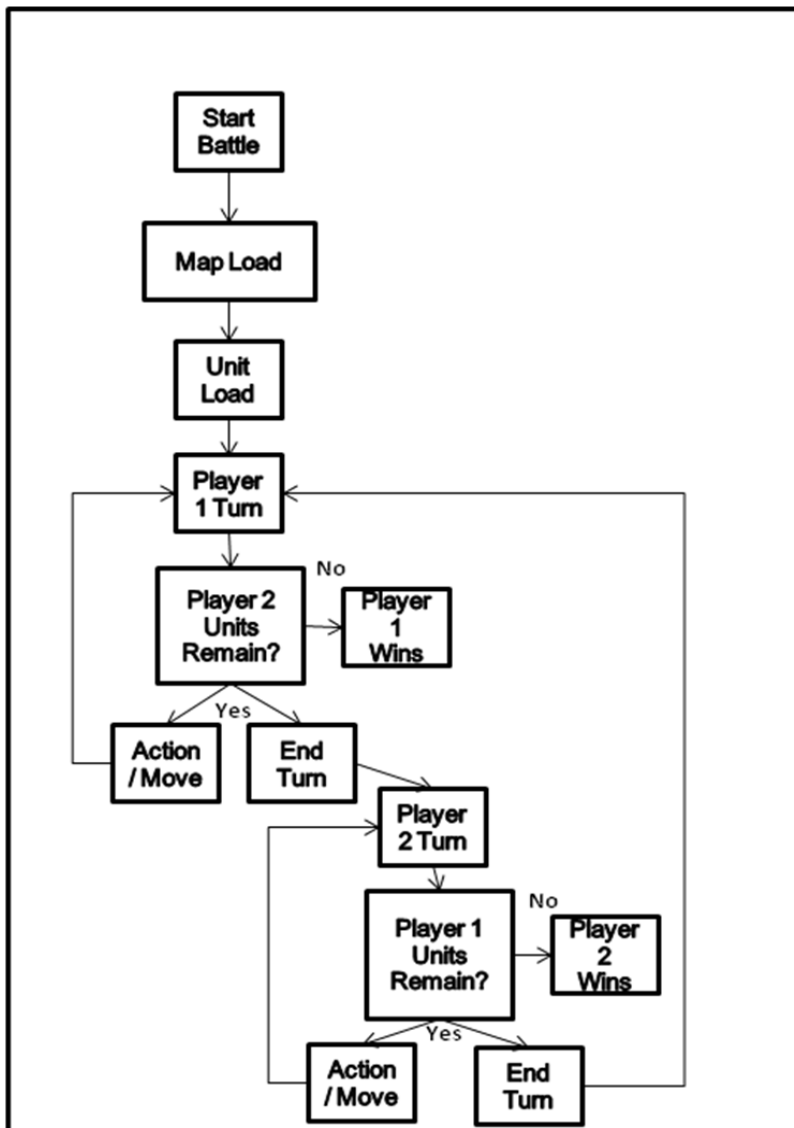 Start
Battle
Map Load
Unit
Load
Player
1 Turn
No
Player 2
Units
Remain?
Player
1
Wins
Yes
Action
/ Move
End
Turn
Player
2 Turn
No
Player 1
Units
Remain?
Player
2
Wins
Yes
Action
/ Move
End
Turn